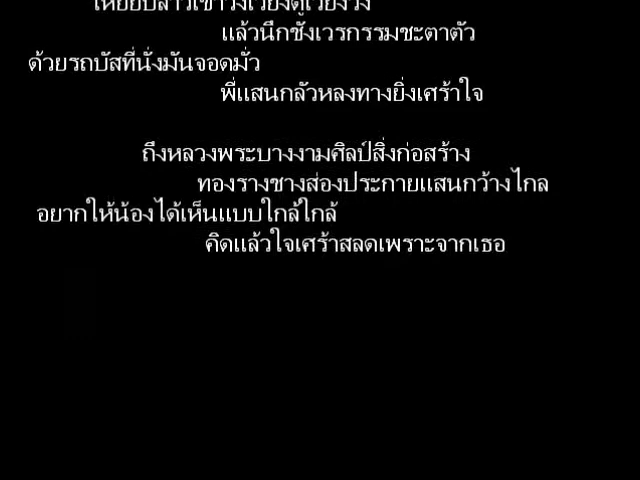 แล้วนึกชังเวรกรรมชะตาตัว
ด้วยรถบัสที่นั่งมันจอดมั่ว
พี่แสนกลัวหลงทางยิ่งเศร้าใจ
ถึงหลวงพระบางงามศิลป์สิ่งก่อสร้าง
ทองรางชางส่องประกายแสนกว้างไกล
อยากให้น้องได้เห็นแบบใกล้ใกล้
คิดแล้วใจเศร้าสลดเพราะจากเธอ